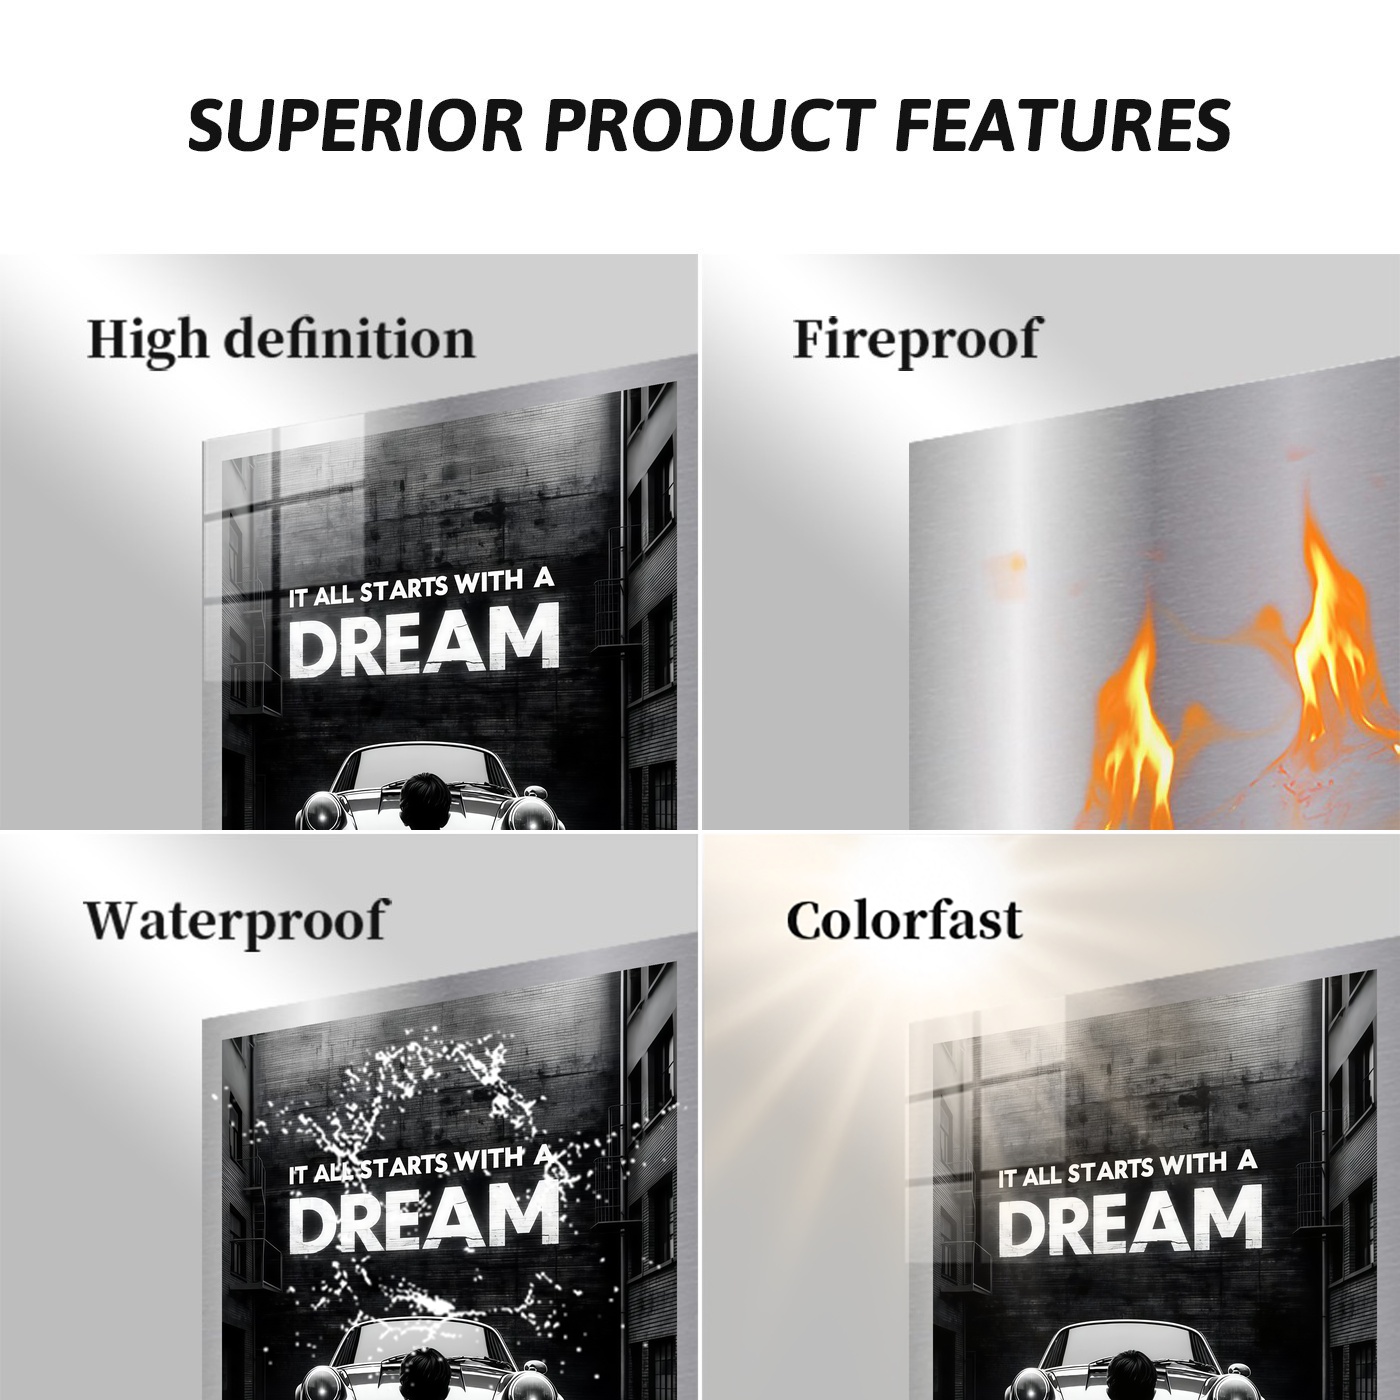 SUPERIOR PRODUCT FEATURES
High definition
IT ALL STARTS WITH A
DREAM
Fireproof
Waterproof
IT ALL STARTS WITH A
DREAM
Colorfast
IT ALL STARTS WITH A
DREAM